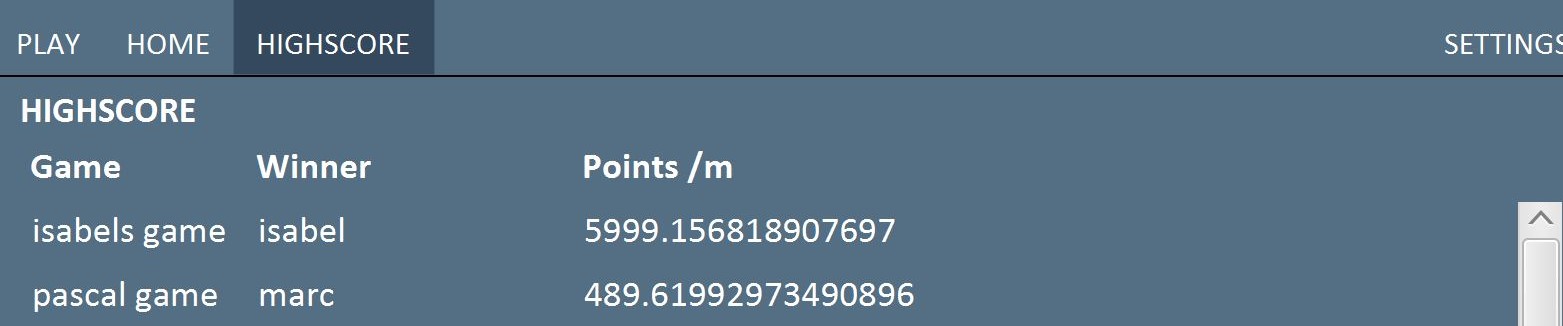 PLAY HOME HIGHSCORE SETTINGS
HIGHSCORE
Game Winner Points /m
isabels game isabel 5999.156818907697
pascal game marc 489.61992973490896